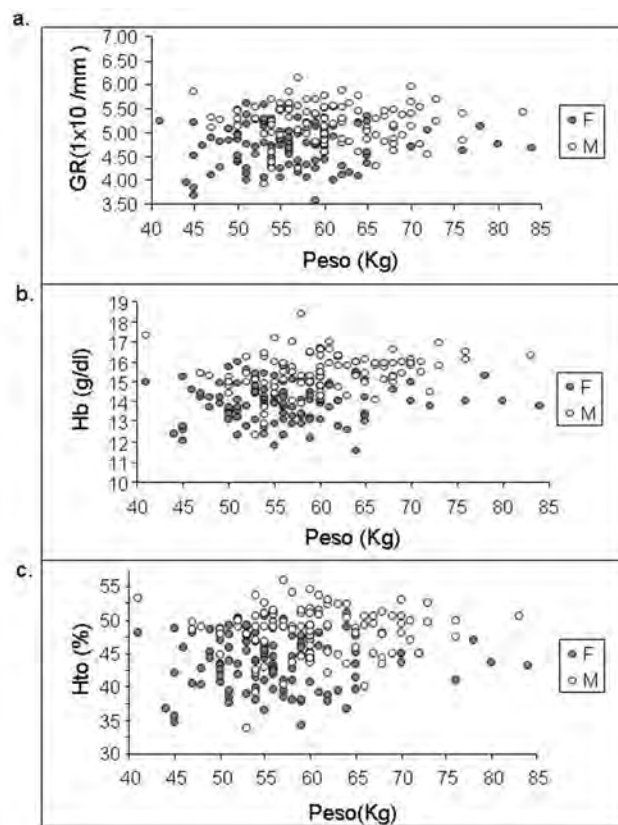 a.
7.00
6.50
6.00
5.50
5.00
4.50
4.00
3.50
GR(1x10 /mm)
40 45 50 55 60 65 70 75 80 85
Peso (Kg)
F
M
b.
19
18
17
16
15
14
13
12
11
10
Hb (g/dl)
40 45 50 55 60 65 70 75 80 85
Peso (Kg)
F
M
c.
50
55
45
40
35
30
Hto (%)
40 45 50 55 60 65 70 75 80 85
Peso(Kg)
F
M